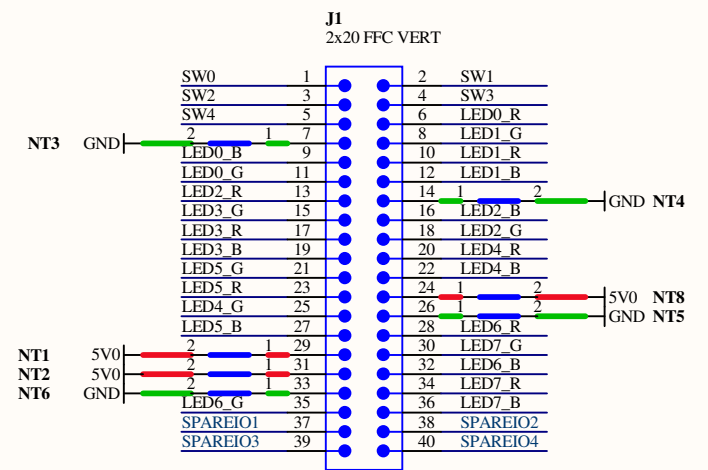 J1
2x20 FFC VERT
SW0 1 2 SW1
SW2 3 4 SW3
SW4 5 6 LED0_R
NT3 GND 2 1 7 8 LED1_G
LED0_B 9 10 LED1_R
LED0_G 11 12 LED1_B
LED2_R 13 14 1 2 GND NT4
LED3_G 15 16 LED2_B
LED3_R 17 18 LED2_G
LED3_B 19 20 LED4_R
LED5_G 21 22 LED4_B
LED5_R 23 24 1 2 5V0 NT8
LED4_G 25 26 1 2 GND NT5
LED5_B 27 28 LED6_R
NT1 5V0 2 1 29 30 LED7_G
NT2 5V0 2 1 31 32 LED6_B
NT6 GND 2 1 33 34 LED7_R
LED6_G 35 36 LED7_B
SPAREIO1 37 38 SPAREIO2
SPAREIO3 39 40 SPAREIO4